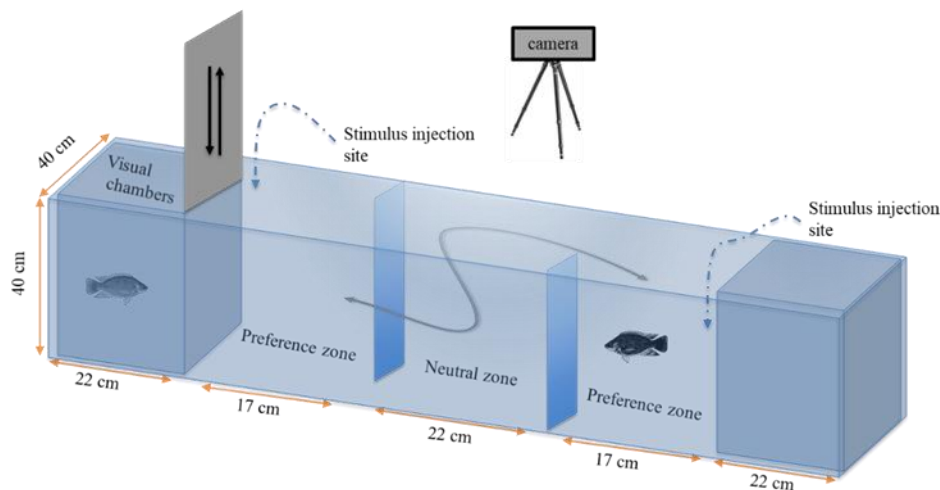 camera
Stimulus injection
site
40 cm
Visual
chambers
Stimulus injection
site
40 cm
Preference zone
Neutral zone
Preference zone
22 cm
17 cm
22 cm
17 cm
22 cm